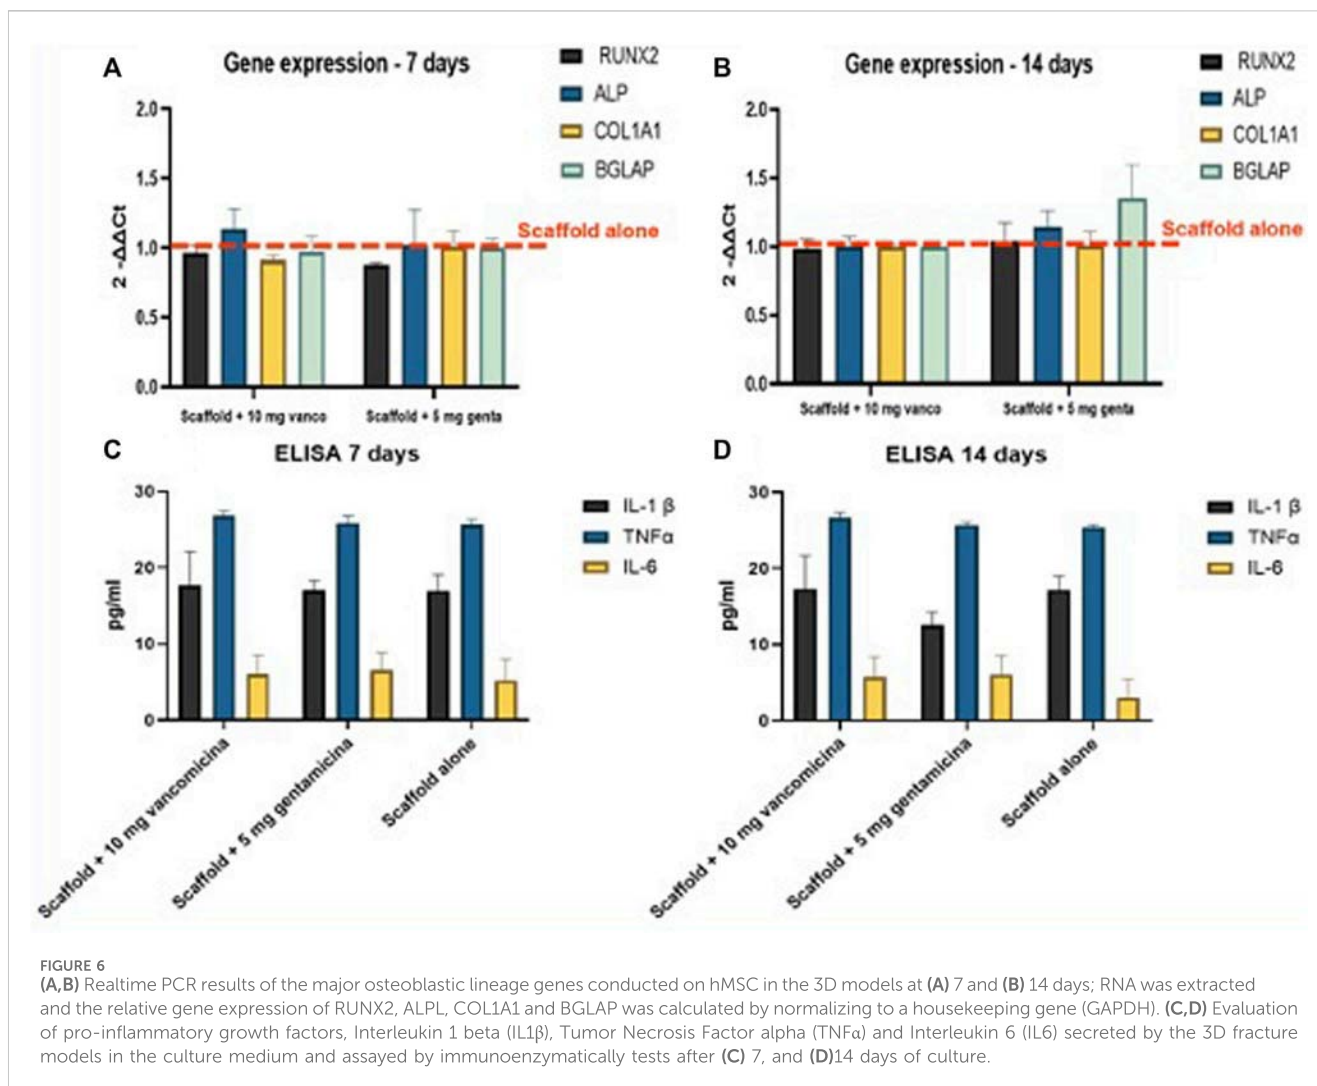 A
Gene expression - 7 days
RUNX2
ALP
COL1A1
BGLAP
2.0
1.5
1.0
0.5
0.0
2 -ΔΔCt
Scaffold alone
Scaffold + 10 mg vanco
Scaffold + 5 mg genta
B
Gene expression - 14 days
RUNX2
ALP
COL1A1
BGLAP
2.0
1.5
1.0
0.5
0.0
2 -ΔΔCt
Scaffold alone
Scaffold + 10 mg vanco
Scaffold + 5 mg genta
C
ELISA 7 days
IL-1 β
TNFα
IL-6
30
20
10
0
pg/ml
Scaffold + 10 mg vancomicina
Scaffold + 5 mg gentamicina
Scaffold alone
D
ELISA 14 days
IL-1 β
TNFα
IL-6
30
20
10
0
pg/ml
Scaffold + 10 mg vancomicina
Scaffold + 5 mg gentamicina
Scaffold alone
FIGURE 6
(A,B) Realtime PCR results of the major osteoblastic lineage genes conducted on hMSC in the 3D models at (A) 7 and (B) 14 days; RNA was extracted
and the relative gene expression of RUNX2, ALPL, COL1A1 and BGLAP was calculated by normalizing to a housekeeping gene (GAPDH). (C,D) Evaluation
of pro-inflammatory growth factors, Interleukin 1 beta (IL1β), Tumor Necrosis Factor alpha (TNFα) and Interleukin 6 (IL6) secreted by the 3D fracture
models in the culture medium and assayed by immunoenzymatically tests after (C) 7, and (D)14 days of culture.